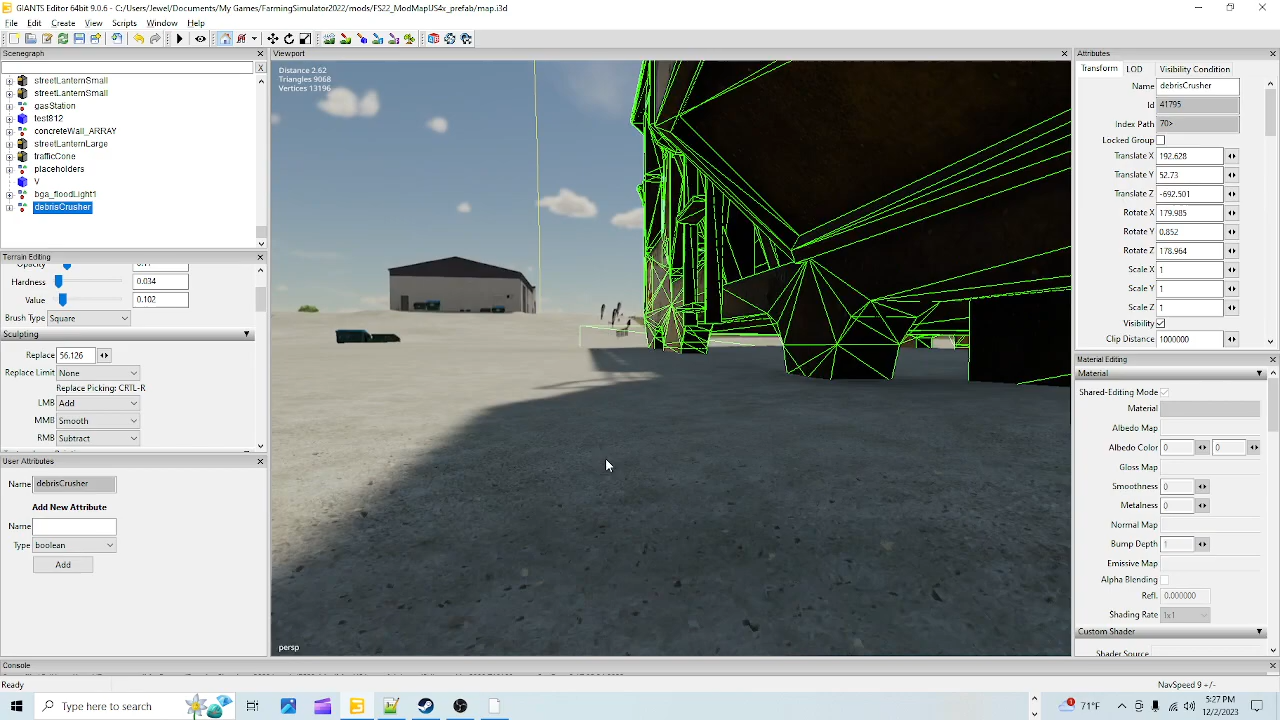 GIANTS Editor 64bit 9.0.6 - C:/Users/Jewel/Documents/My Games/FarmingSimulator2022/mods/FS22_ModMapUS4x_prefab/map.i3d
File Edit View Create Scripts Window Help
Scenegraph
X
streetLanternSmall
streetLanternSmall
gasStation
test812
concreteWall_ARRAY
streetLanternLarge
trafficCone
placeholders
V
bga_floodLight1
debrisCrusher
Terrain Editing
Hardness 0.034
Value 0.102
Brush Type Square
Sculpting
Replace 56.126
Replace Limit None
Replace Picking: CRTL-R
LMB Add
MMB Smooth
RMB Subtract
User Attributes
Name debrisCrusher
Add New Attribute
Name
Type boolean
Add
Viewport
Distance 2.62
Triangles 9068
Vertices 13196
persp
Attributes
Transform LOD Visibility Condition
Name debrisCrusher
Id 41795
Index Path 70>
Locked Group
Translate X 192.628
Translate Y 52.73
Translate Z -692.501
Rotate X 179.985
Rotate Y 0.852
Rotate Z 178.964
Scale X 1
Scale Y 1
Scale Z 1
Visibility
Clip Distance 1000000
Material Editing
Material
Shared-Editing Mode
Material
Albedo Map
Albedo Color 0 0
Gloss Map
Smoothness 0
Metalness 0
Normal Map
Bump Depth 1
Emissive Map
Alpha Blending
Refl. 0.000000
Shading Rate 1x1
Custom Shader
Shader Source
Console
Ready
NavSpeed 9 +/-
Type here to search
71°F
5:27 PM
12/2/2023